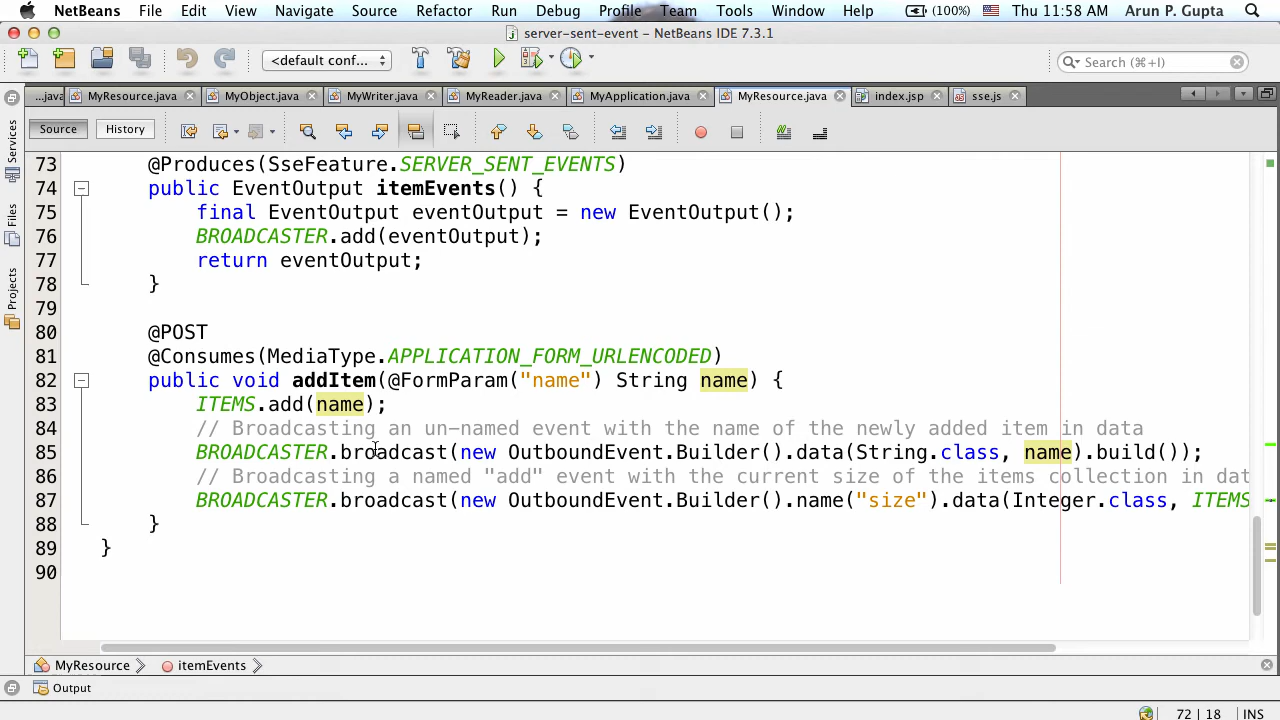 NetBeans File Edit View Navigate Source Refactor Run Debug Profile Team Tools Window Help (100%) Thu 11:58 AM Arun P. Gupta
server-sent-event – NetBeans IDE 7.3.1
<default conf... Search (⌘+I)
...java MyResource.java MyObject.java MyWriter.java MyReader.java MyApplication.java MyResource.java index.jsp sse.js
Source History
Services
Files
Projects
73 @Produces(SseFeature.SERVER_SENT_EVENTS)
74 public EventOutput itemEvents() {
75 final EventOutput eventOutput = new EventOutput();
76 BROADCASTER.add(eventOutput);
77 return eventOutput;
78 }
79
80 @POST
81 @Consumes(MediaType.APPLICATION_FORM_URLENCODED)
82 public void addItem(@FormParam("name") String name) {
83 ITEMS.add(name);
84 // Broadcasting an un-named event with the name of the newly added item in data
85 BROADCASTER.broadcast(new OutboundEvent.Builder().data(String.class, name).build());
86 // Broadcasting a named "add" event with the current size of the items collection in dat
87 BROADCASTER.broadcast(new OutboundEvent.Builder().name("size").data(Integer.class, ITEMS
88 }
89 }
90
MyResource itemEvents
Output
72 | 18 INS